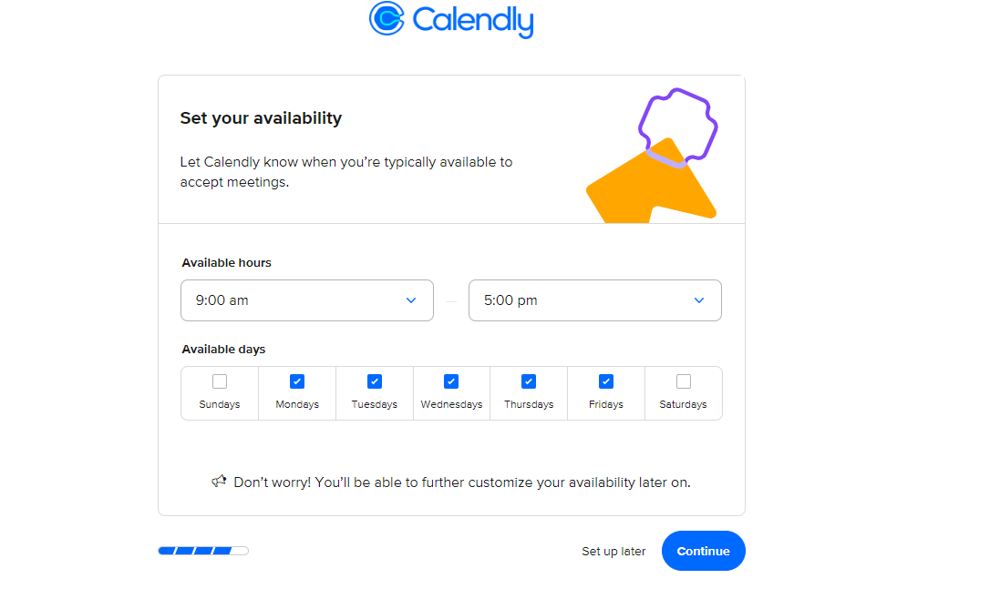 Calendly
Set your availability
Let Calendly know when you’re typically available to
accept meetings.
Available hours
9:00 am
5:00 pm
Available days
Sundays Mondays Tuesdays Wednesdays Thursdays Fridays Saturdays
Don’t worry! You’ll be able to further customize your availability later on.
Set up later Continue